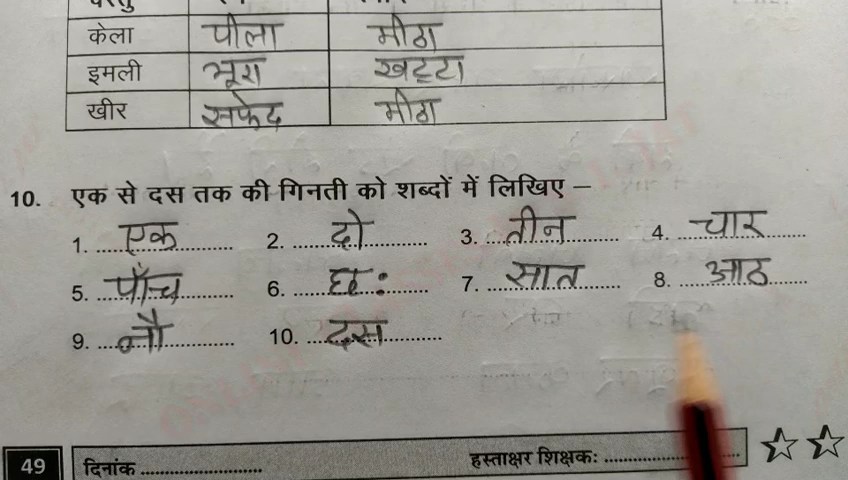 केला पीला मीठा
इमली भूरा खट्टा
खीर सफेद मीठा
10. एक से दस तक की गिनती को शब्दों में लिखिए –
1. एक 2. दो 3. तीन 4. चार
5. पाँच 6. छः 7. सात 8. आठ
9. नौ 10. दस
49 दिनांक ........................ हस्ताक्षर शिक्षक: ........................